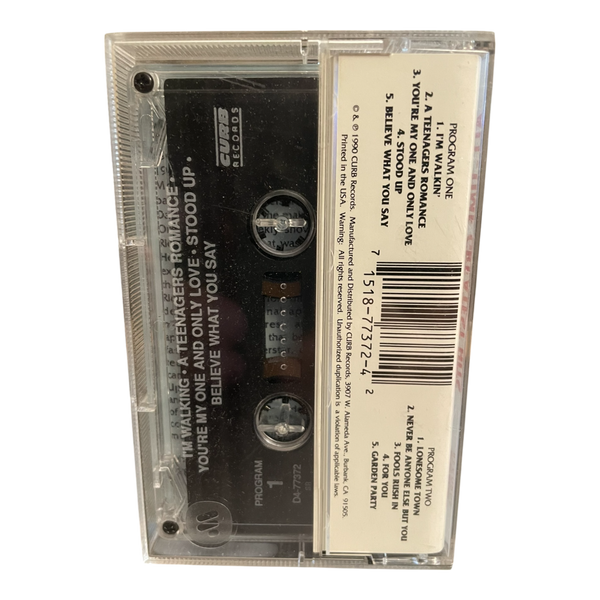 PROGRAM ONE
1. I'M WALKIN'
2. A TEENAGERS ROMANCE
3. YOU'RE MY ONE AND ONLY LOVE
4. STOOD UP
5. BELIEVE WHAT YOU SAY
© & ℗ 1990 CURB Records. Manufactured and Distributed by CURB Records, 3907 W. Alameda Ave., Burbank, CA 91505.
Printed in the USA. Warning: All rights reserved. Unauthorized duplication is a violation of applicable laws.
7 1518-77372-4 2
PROGRAM TWO
1. LONESOME TOWN
2. NEVER BE ANYONE ELSE BUT YOU
3. FOOLS RUSH IN
4. FOR YOU
5. GARDEN PARTY
CURB
RECORDS
PROGRAM
1
D4-77372
I'M WALKING • A TEENAGERS ROMANCE •
YOU'RE MY ONE AND ONLY LOVE • STOOD UP •
BELIEVE WHAT YOU SAY